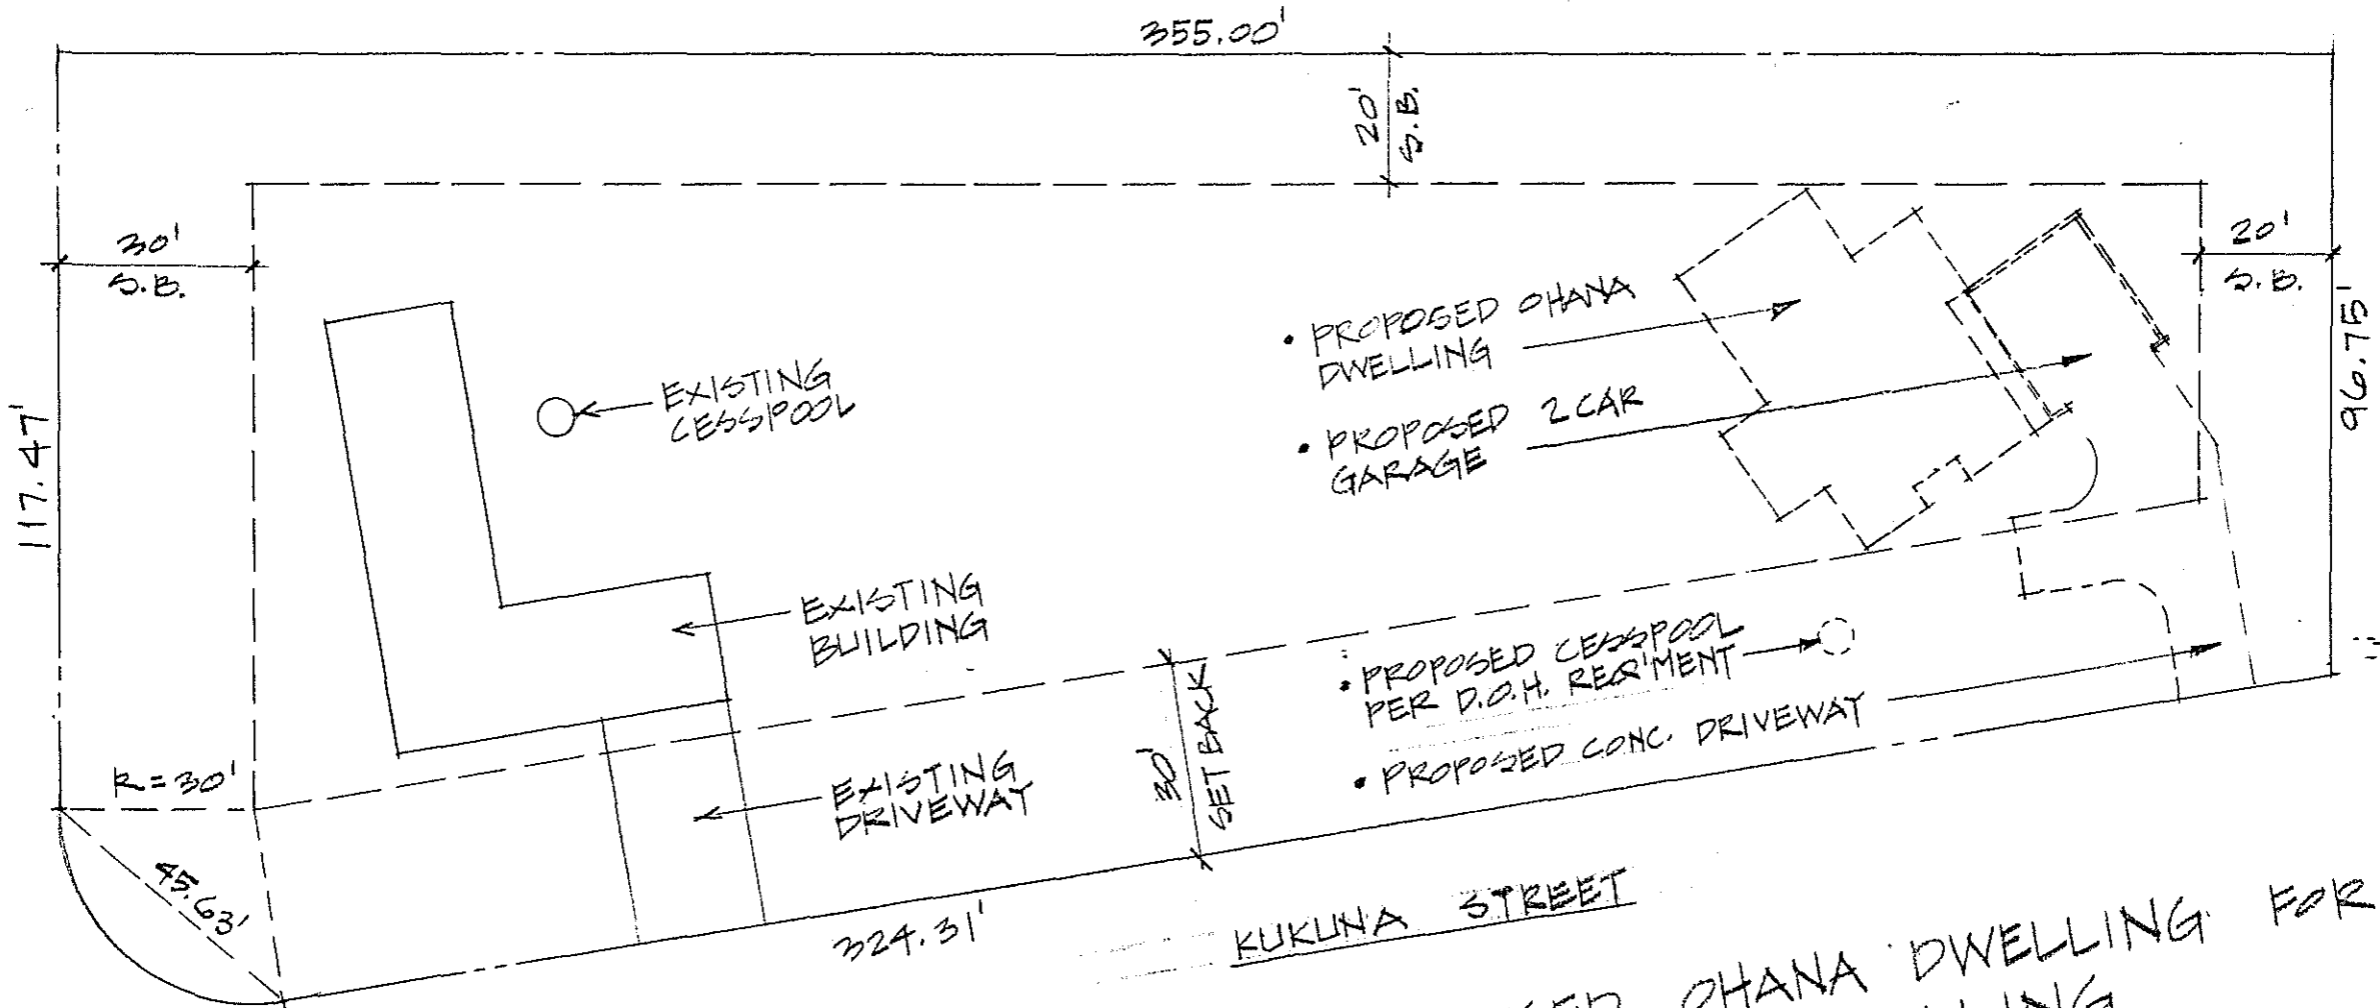 355.00'
20'
S.B.
30'
S.B.
20'
S.B.
• PROPOSED OHANA
DWELLING
• PROPOSED 2 CAR
GARAGE
EXISTING
CESSPOOL
117.47'
96.75'
EXISTING
BUILDING
• PROPOSED CESSPOOL
PER D.O.H. REQ'MENT
30'
SETBACK
• PROPOSED CONC. DRIVEWAY
R=30'
EXISTING
DRIVEWAY
45.63'
324.31'
KUKUNA STREET
OHANA DWELLING FOR